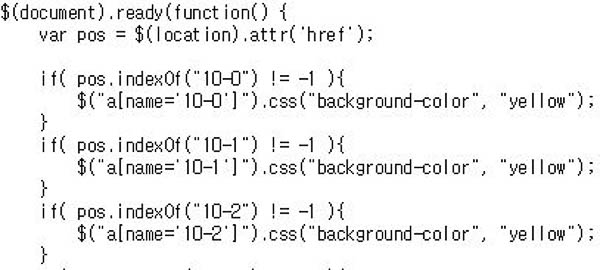 $(document).ready(function() {
    var pos = $(location).attr('href');

    if( pos.indexOf("10-0") != -1 ){
        $("a[name='10-0']").css("background-color", "yellow");
    }
    if( pos.indexOf("10-1") != -1 ){
        $("a[name='10-1']").css("background-color", "yellow");
    }
    if( pos.indexOf("10-2") != -1 ){
        $("a[name='10-2']").css("background-color", "yellow");
    }